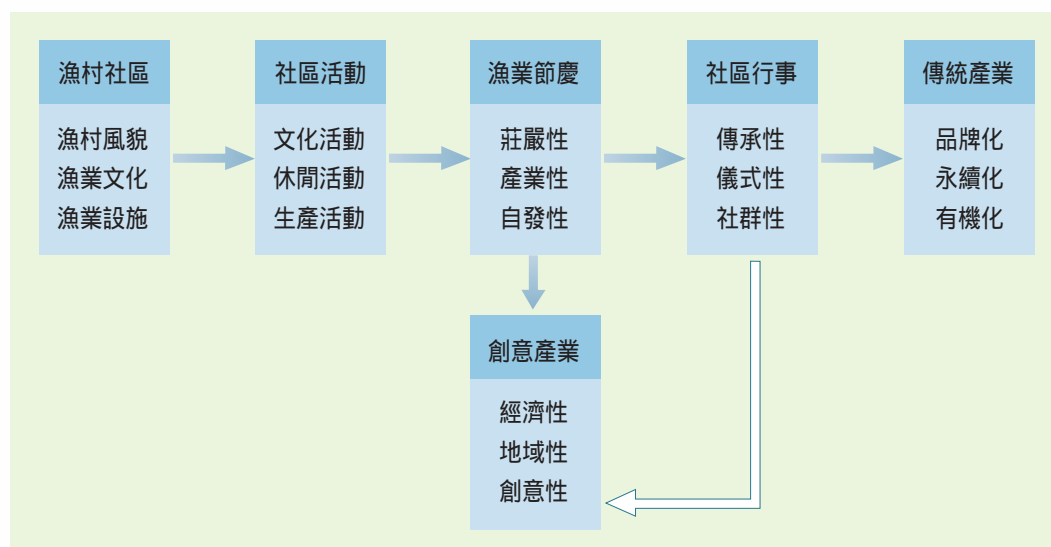 漁村社區
漁村風貌
漁業文化
漁業設施
社區活動
文化活動
休閒活動
生產活動
漁業節慶
莊嚴性
產業性
自發性
社區行事
傳承性
儀式性
社群性
傳統產業
品牌化
永續化
有機化
創意產業
經濟性
地域性
創意性